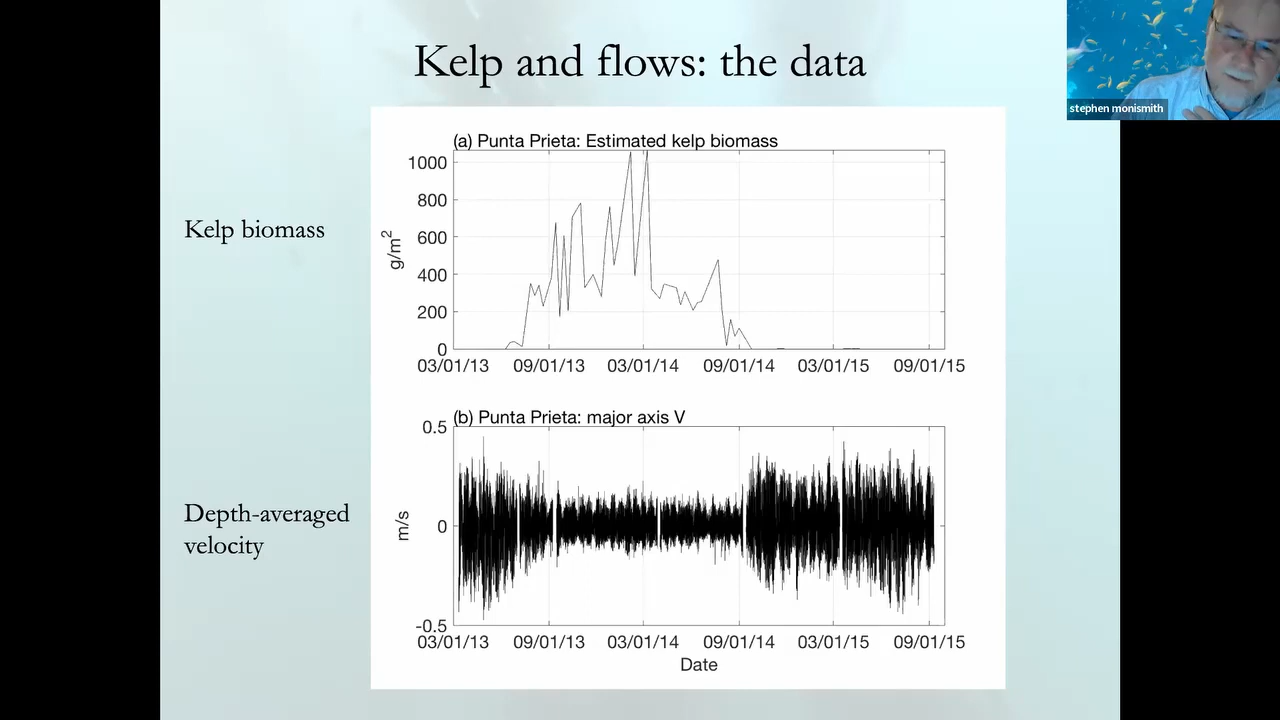 Kelp and flows: the data
stephen monismith
(a) Punta Prieta: Estimated kelp biomass
Kelp biomass
g/m2
1000
800
600
400
200
0
03/01/13 09/01/13 03/01/14 09/01/14 03/01/15 09/01/15
(b) Punta Prieta: major axis V
Depth-averaged
velocity
m/s
0.5
0
-0.5
03/01/13 09/01/13 03/01/14 09/01/14 03/01/15 09/01/15
Date